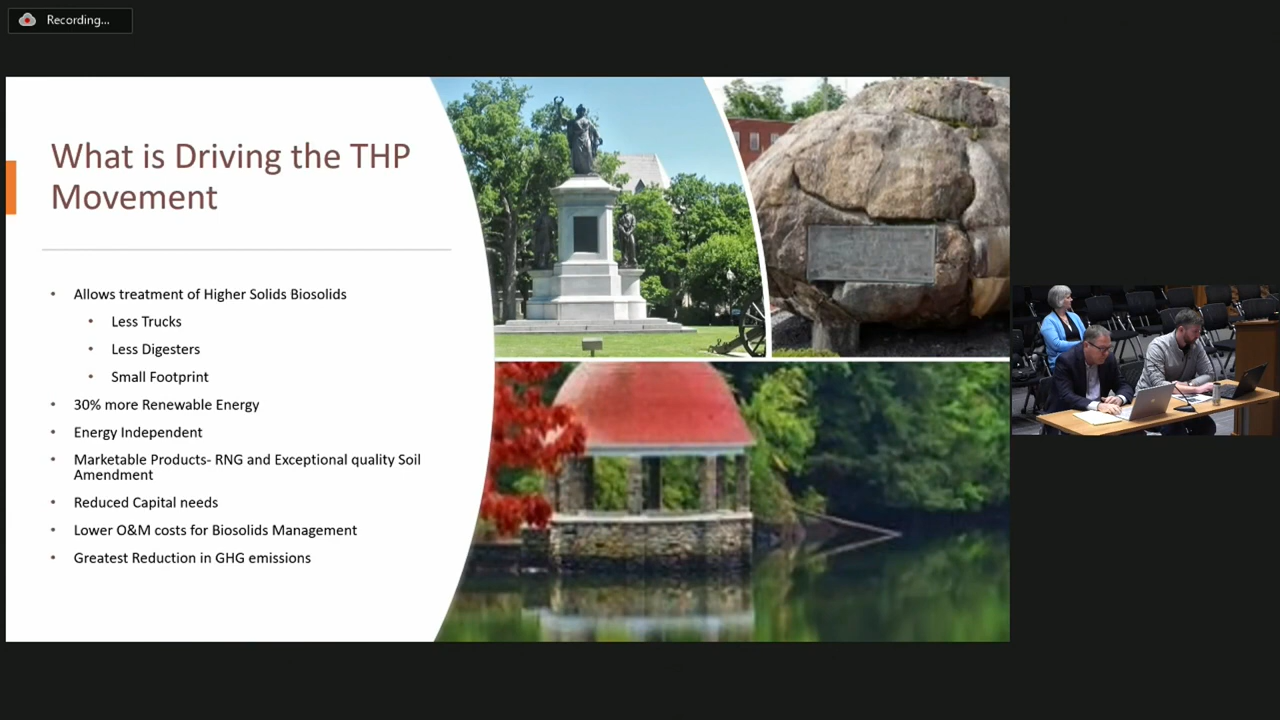 Recording...
What is Driving the THP
Movement
• Allows treatment of Higher Solids Biosolids
• Less Trucks
• Less Digesters
• Small Footprint
• 30% more Renewable Energy
• Energy Independent
• Marketable Products- RNG and Exceptional quality Soil
Amendment
• Reduced Capital needs
• Lower O&M costs for Biosolids Management
• Greatest Reduction in GHG emissions